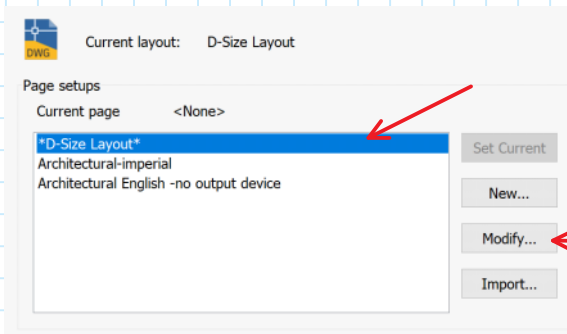 DWG
Current layout: D-Size Layout
Page setups
Current page <None>
*D-Size Layout*
Architectural-imperial
Architectural English -no output device
Set Current
New...
Modify...
Import...